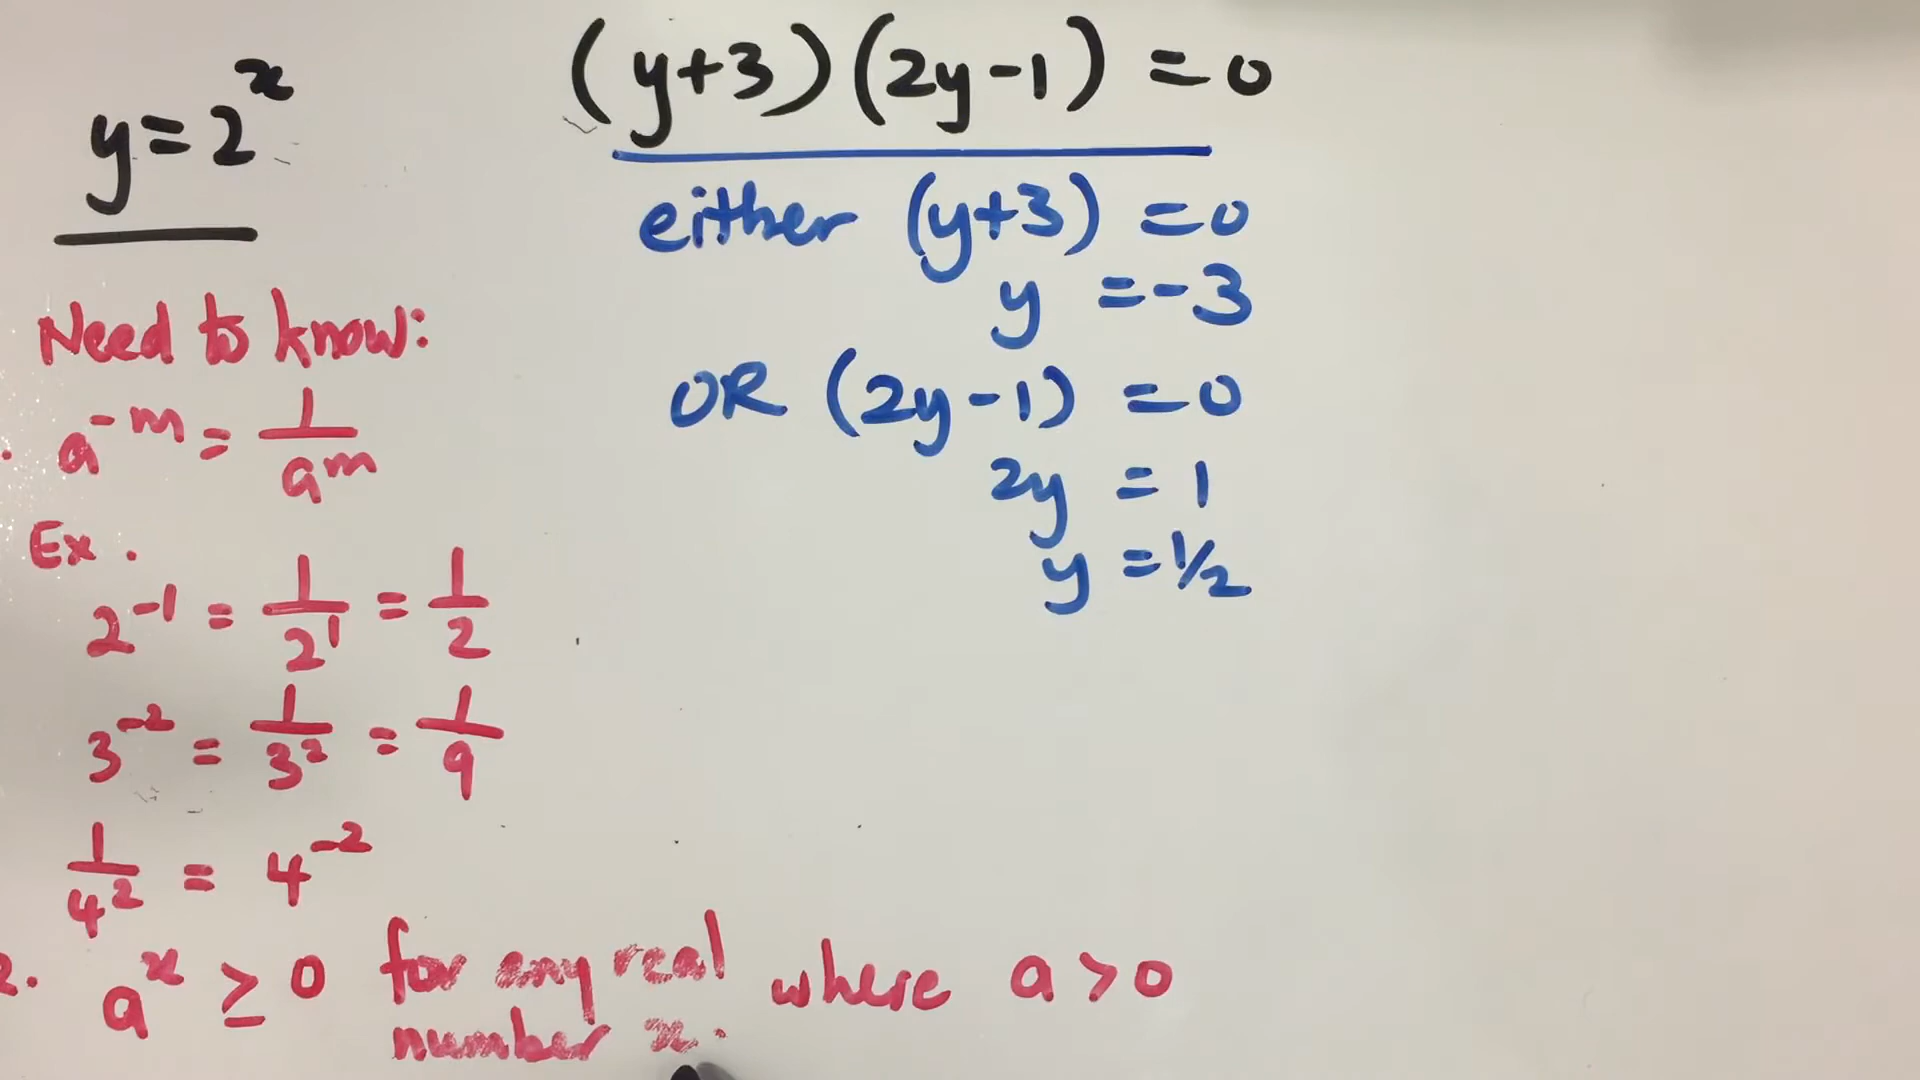 y=2^x
(y+3)(2y-1) = 0
either (y+3) = 0
y = -3
OR (2y-1) = 0
2y = 1
y = 1/2
Need to know:
. a^-m = 1/a^m
Ex.
2^-1 = 1/2^1 = 1/2
3^-2 = 1/3^2 = 1/9
1/4^2 = 4^-2
2. a^x ≥ 0 for any real where a > 0
number x.